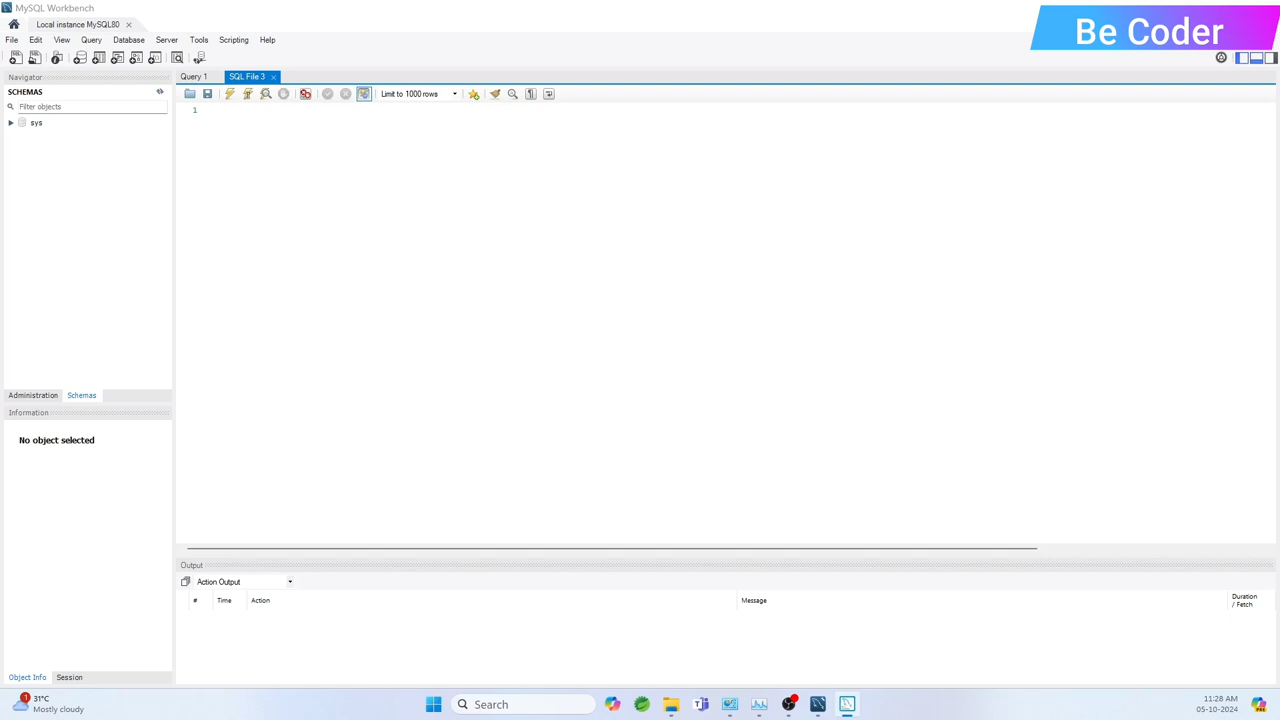 MySQL Workbench
Be Coder
Local instance MySQL80
File Edit View Query Database Server Tools Scripting Help
Navigator
Query 1 SQL File 3
SCHEMAS
Limit to 1000 rows
Filter objects
1
sys
Administration Schemas
Information
No object selected
Output
Action Output
# Time Action Message Duration / Fetch
Object Info Session
1
31°C
Mostly cloudy
Search
11:28 AM
05-10-2024